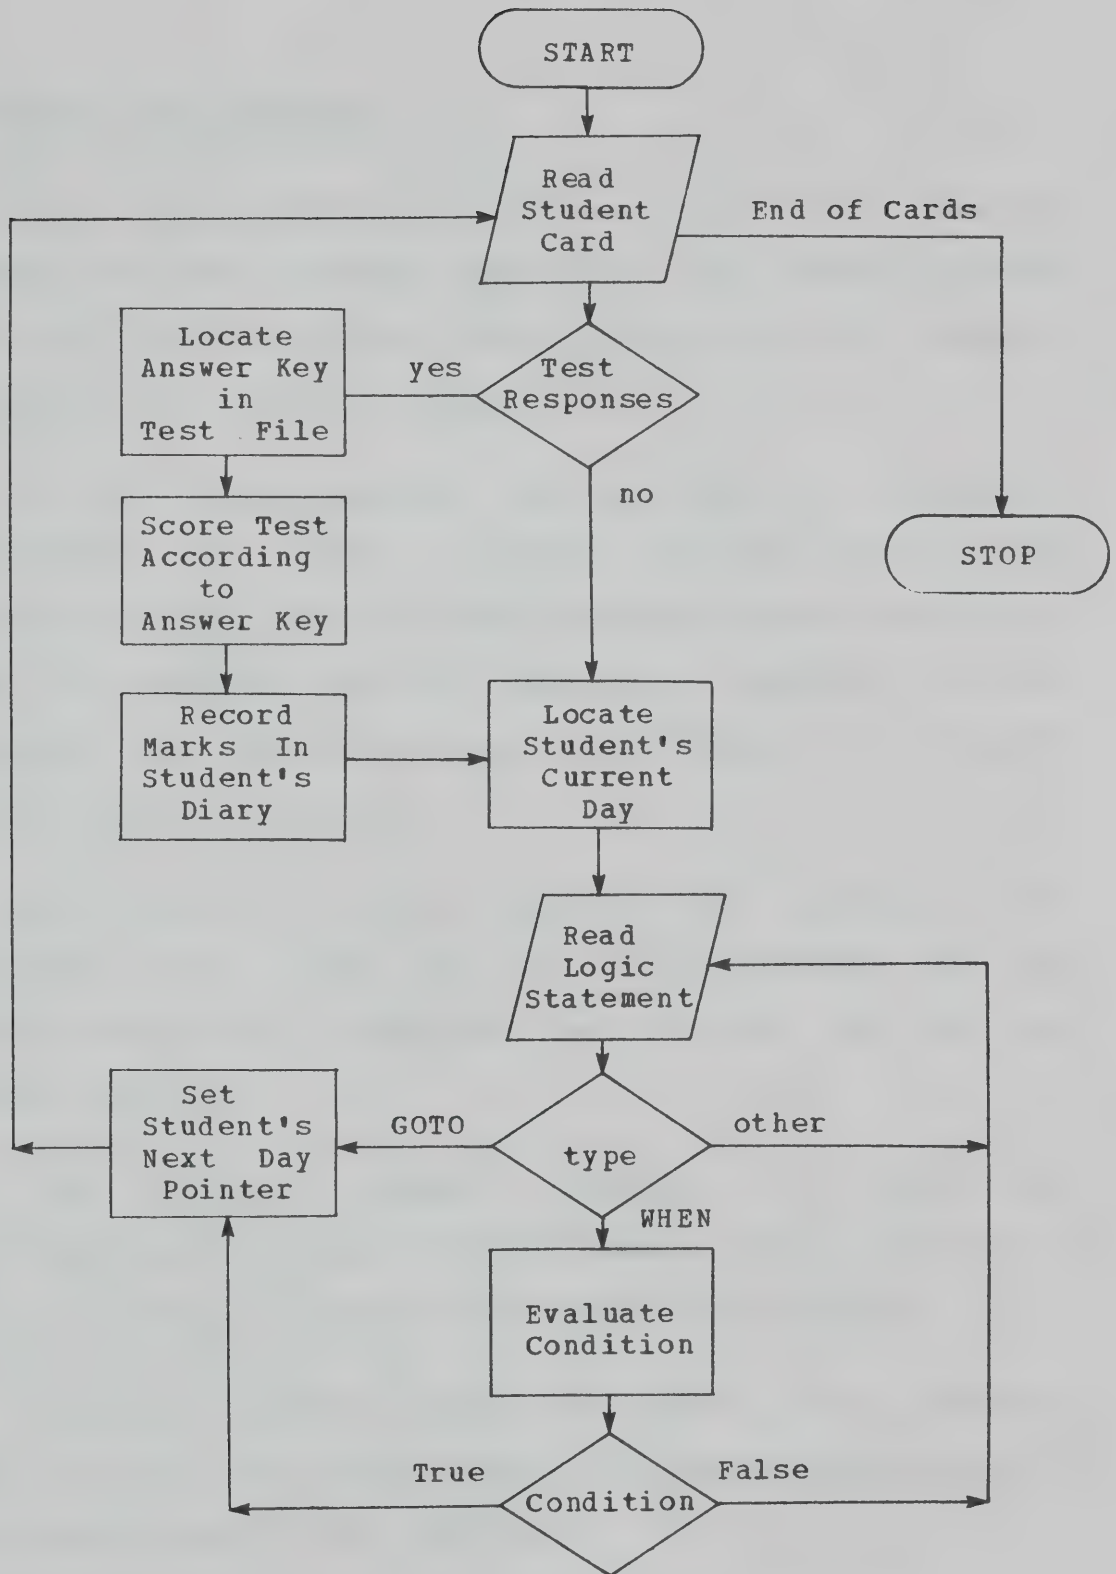 START
Read
Student
Card
End of Cards
Test
Responses
yes
no
Locate
Answer Key
in
Test File
Score Test
According
to
Answer Key
Record
Marks In
Student's
Diary
STOP
Locate
Student's
Current
Day
Read
Logic
Statement
type
GOTO
other
WHEN
Set
Student's
Next Day
Pointer
Evaluate
Condition
Condition
True
False